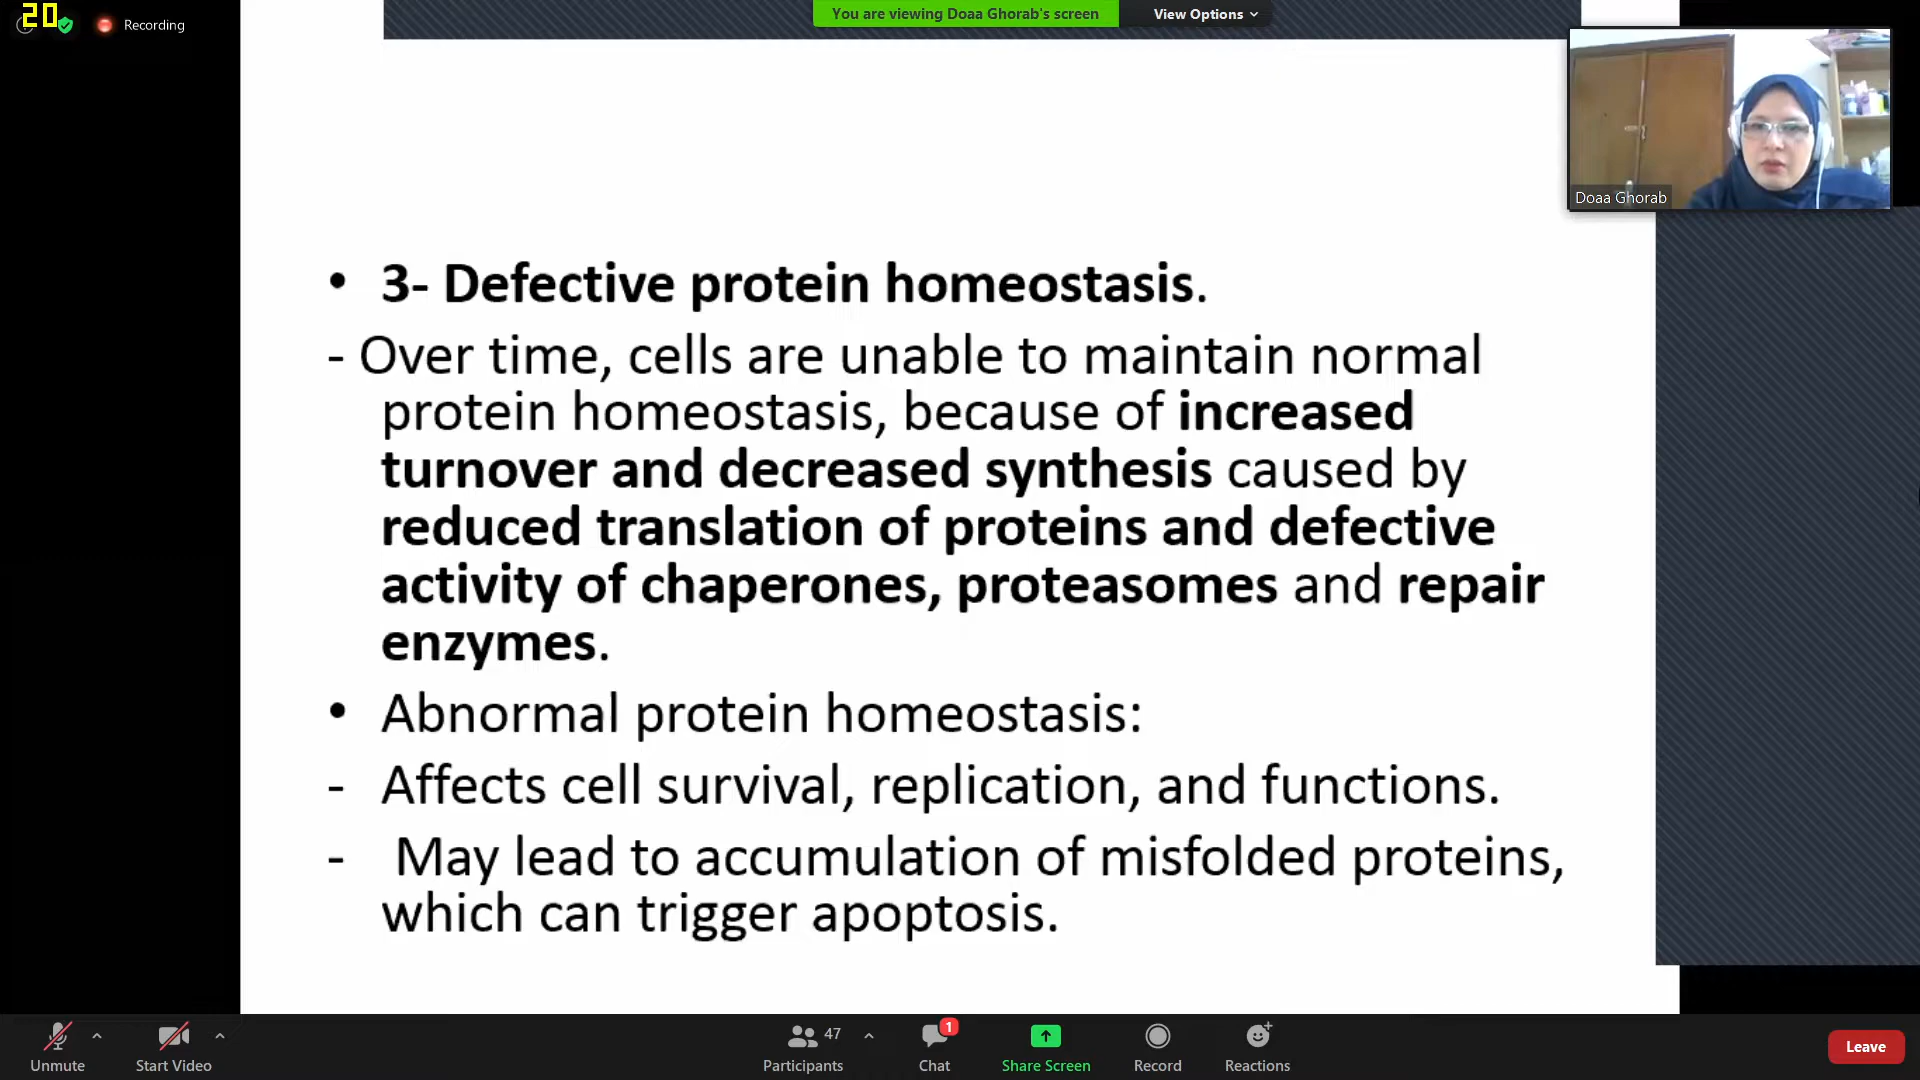 20
Recording
You are viewing Doaa Ghorab's screen
View Options
Doaa Ghorab
• 3- Defective protein homeostasis.
- Over time, cells are unable to maintain normal
protein homeostasis, because of increased
turnover and decreased synthesis caused by
reduced translation of proteins and defective
activity of chaperones, proteasomes and repair
enzymes.
• Abnormal protein homeostasis:
- Affects cell survival, replication, and functions.
- May lead to accumulation of misfolded proteins,
which can trigger apoptosis.
Unmute
Start Video
47
Participants
1
Chat
Share Screen
Record
Reactions
Leave